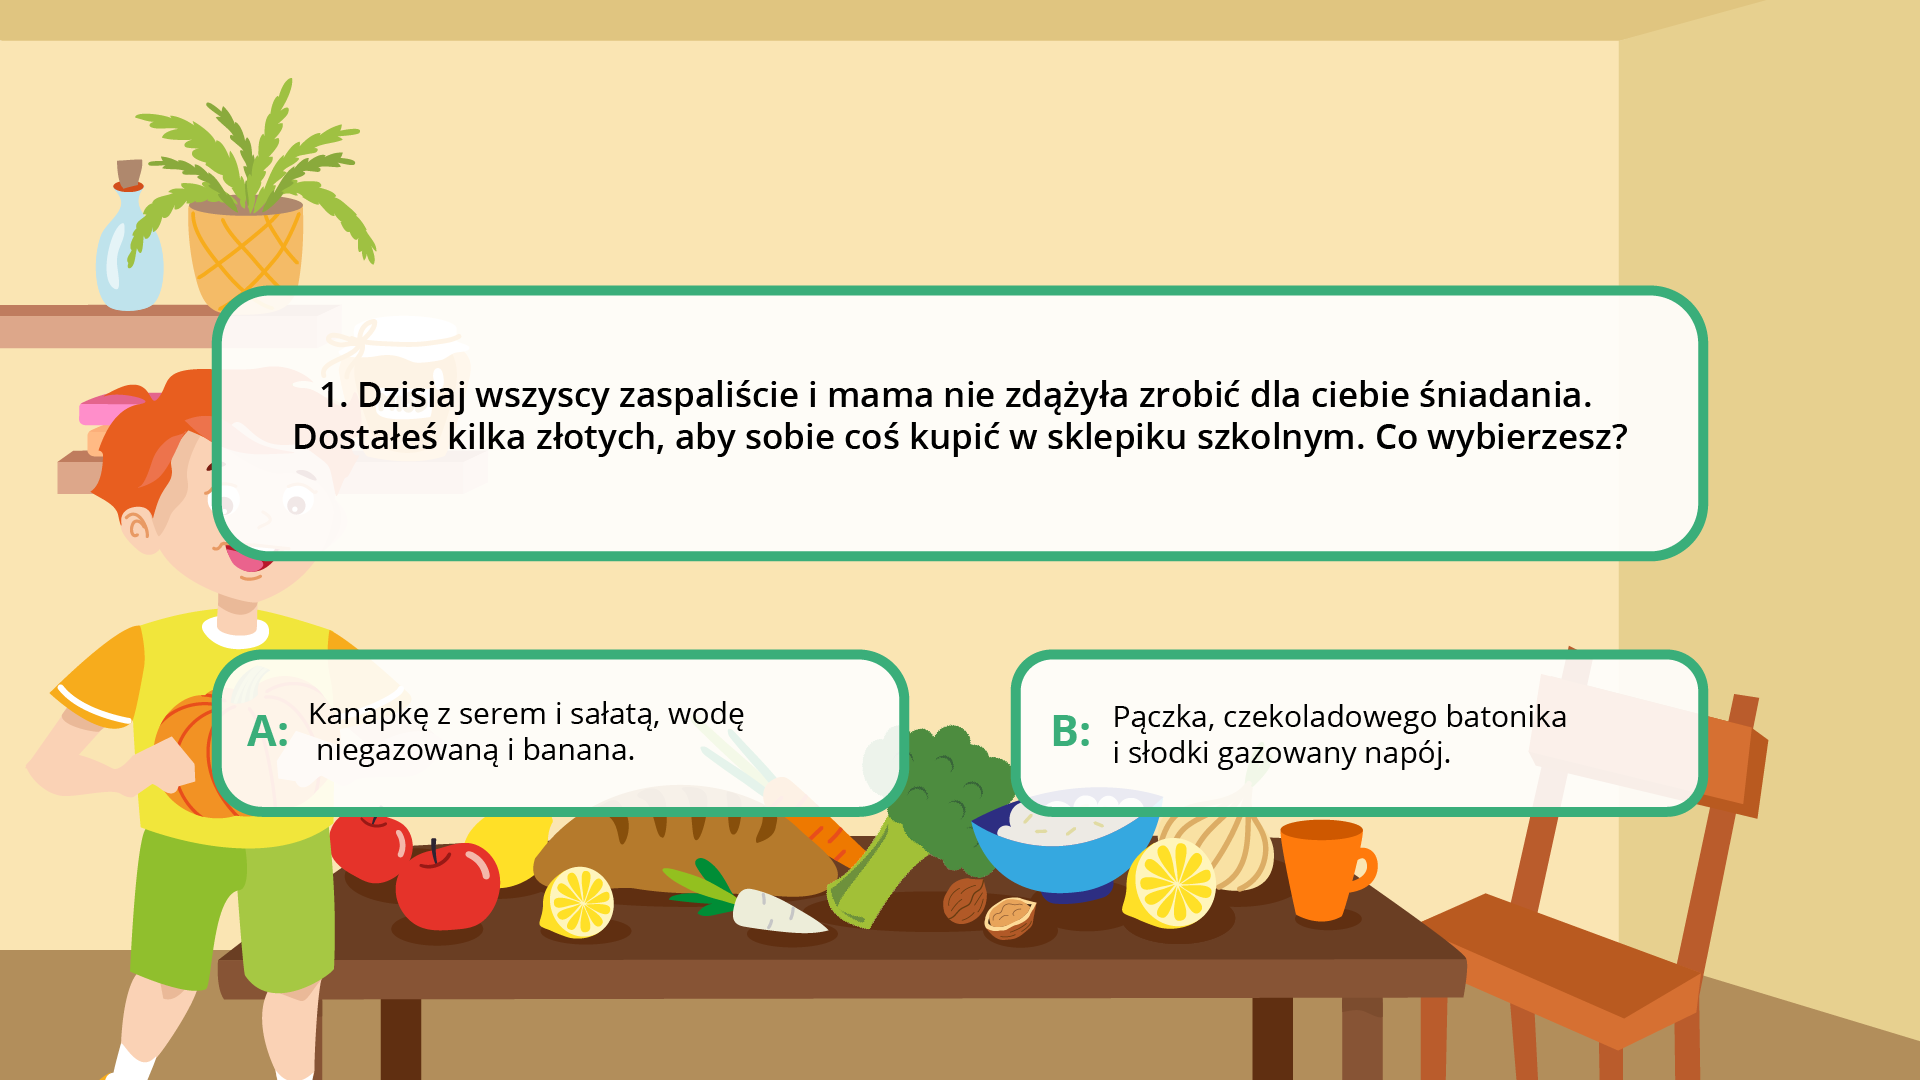 1. Dzisiaj wszyscy zaspaliście i mama nie zdążyła zrobić dla ciebie śniadania.
Dostałeś kilka złotych, aby sobie coś kupić w sklepiku szkolnym. Co wybierzesz?
A: Kanapkę z serem i sałatą, wodę
niegazowaną i banana.
B: Pączka, czekoladowego batonika
i słodki gazowany napój.